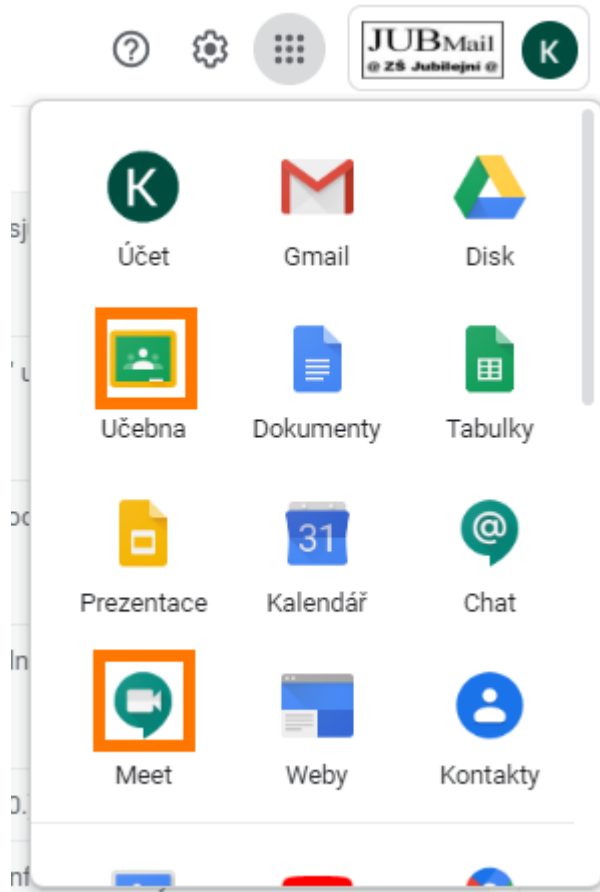 JUBMail
@ ZŠ Jubilejní @
K
K
Účet
Gmail
Disk
Učebna
Dokumenty
Tabulky
Prezentace
31
Kalendář
@
Chat
Meet
Weby
Kontakty